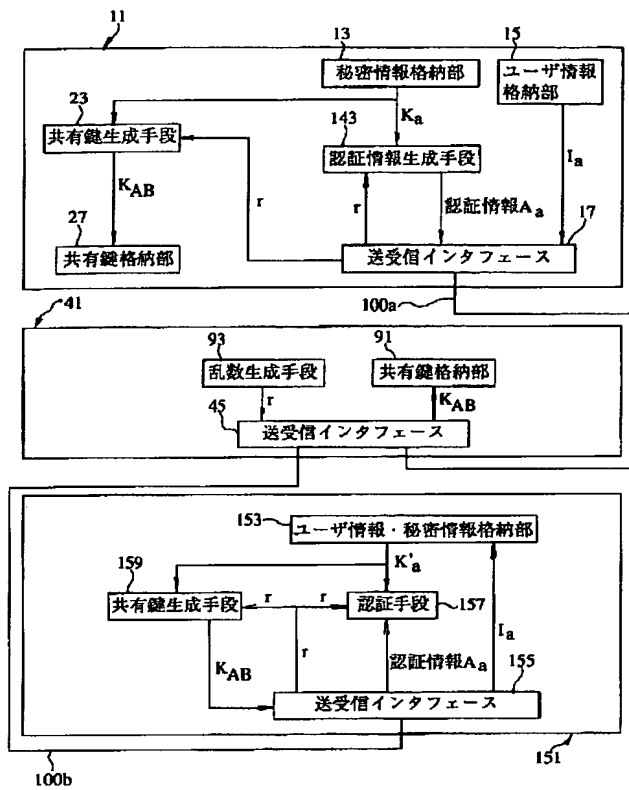 11
13
15
秘密情報格納部
ユーザ情報
格納部
23
Ka
143
共有鍵生成手段
認証情報生成手段
Ia
KAB
r
r
認証情報Aa
17
27
共有鍵格納部
送受信インタフェース
100a
41
93
91
乱数生成手段
共有鍵格納部
r
KAB
45
送受信インタフェース
153
ユーザ情報・秘密情報格納部
159
K'a
共有鍵生成手段
r
r
認証手段
157
Ia
r
KAB
認証情報Aa
155
送受信インタフェース
100b
151